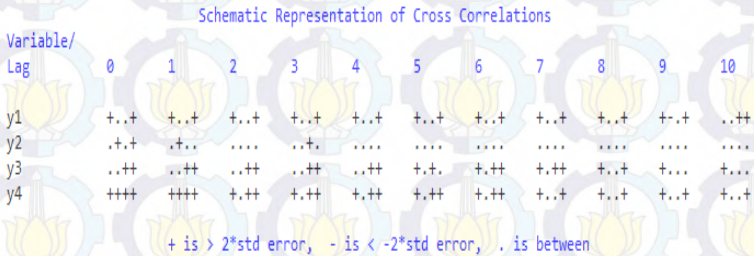 Schematic Representation of Cross Correlations
Variable/
Lag 0 1 2 3 4 5 6 7 8 9 10
y1 +..+ +..+ +..+ +..+ +..+ +..+ +..+ +..+ +..+ +-.+ ..++
y2 .+.+ .+.. .... ..+. .... .... .... .... .... .... ....
y3 ..++ ..++ +.++ ..++ ..++ +.+. +.++ +.++ +..+ +... +...
y4 ++++ ++++ +.++ +.++ +.++ +.++ +.++ +..+ +..+ +..+ +..+
+ is > 2*std error, - is < -2*std error, . is between